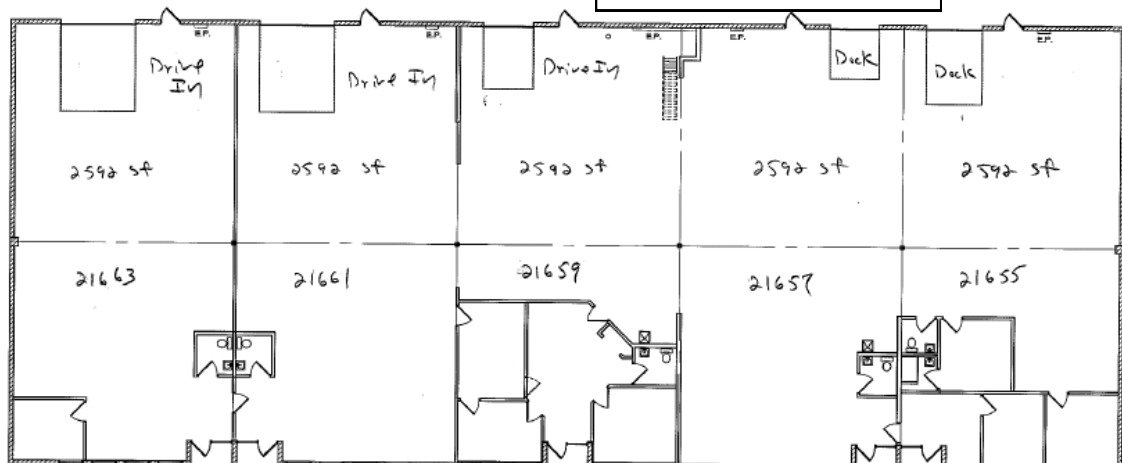 E.P.
E.P.
E.P.
E.P.
E.P.
Drive
In
Drive In
Drive In
Dock
Dock
2592 sf
2592 sf
2592 sf
2592 sf
2592 sf
21663
21661
21659
21657
21655